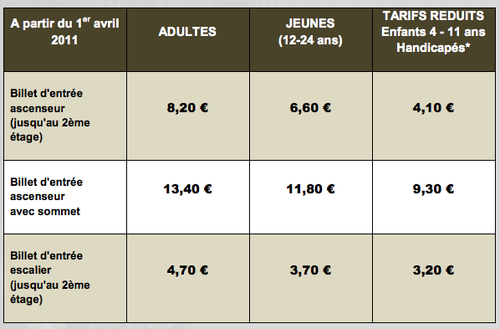 A partir du 1er avril
2011
ADULTES
JEUNES
(12-24 ans)
TARIFS REDUITS
Enfants 4 - 11 ans
Handicapés*
Billet d'entrée
ascenseur
(jusqu'au 2ème
étage)
8,20 €
6,60 €
4,10 €
Billet d'entrée
ascenseur
avec sommet
13,40 €
11,80 €
9,30 €
Billet d'entrée
escalier
(jusqu'au 2ème
étage)
4,70 €
3,70 €
3,20 €